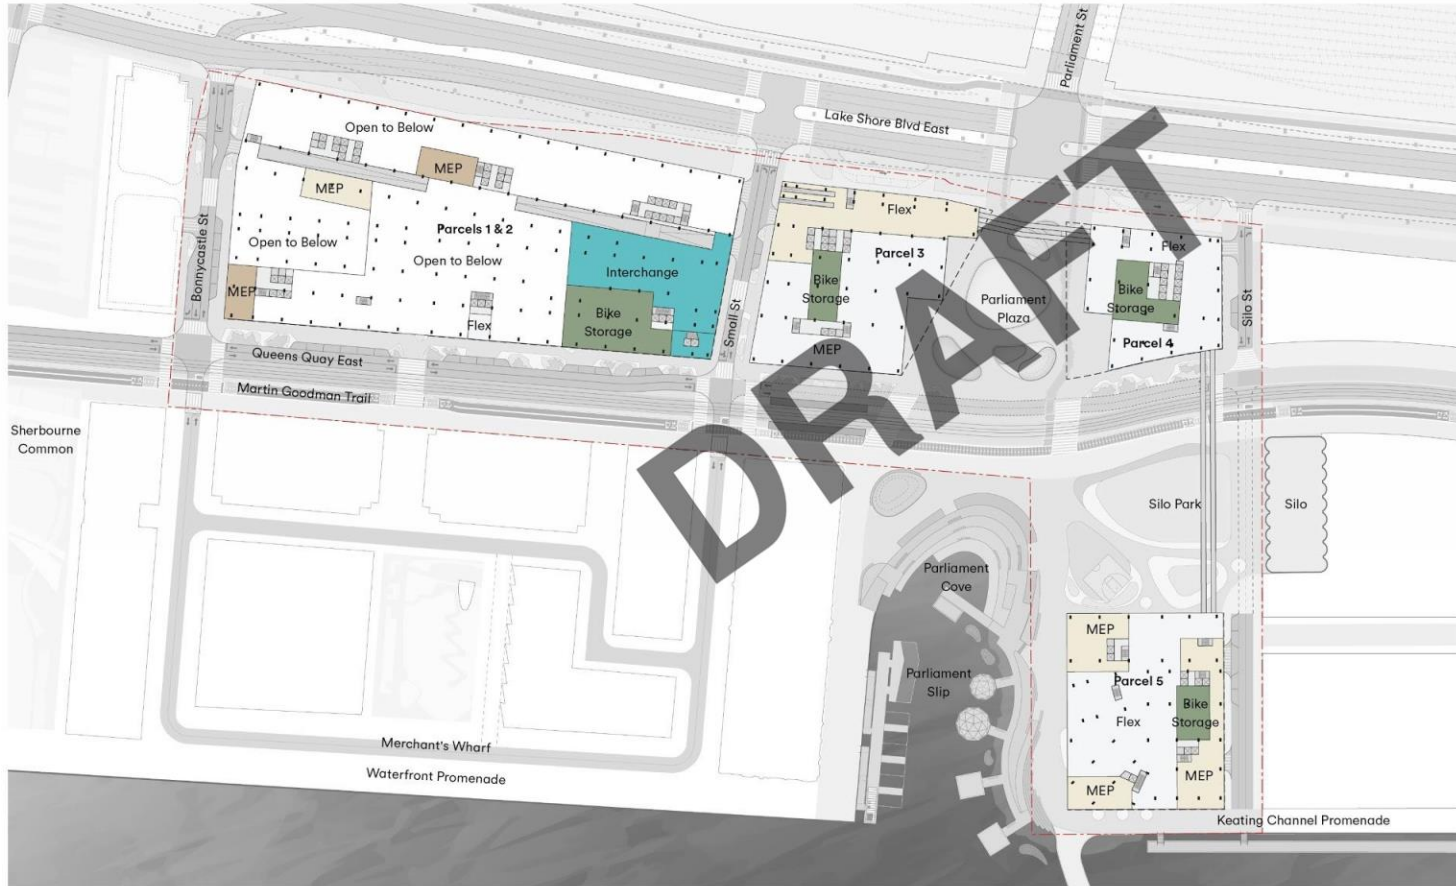 Parliament St
Lake Shore Blvd East
Open to Below
MEP
MEP
Flex
Parcels 1 & 2
Bonnycastle St
Open to Below
Open to Below
Interchange
Parcel 3
Flex
MEP
Bike
Storage
Bike
Storage
Small St
Flex
MEP
Parliament
Plaza
Bike
Storage
Parcel 4
Silo St
Queens Quay East
Martin Goodman Trail
DRAFT
Sherbourne
Common
Silo Park
Silo
Parliament
Cove
Parliament
Slip
MEP
Parcel 5
Bike
Storage
Flex
MEP
MEP
Merchant's Wharf
Waterfront Promenade
Keating Channel Promenade